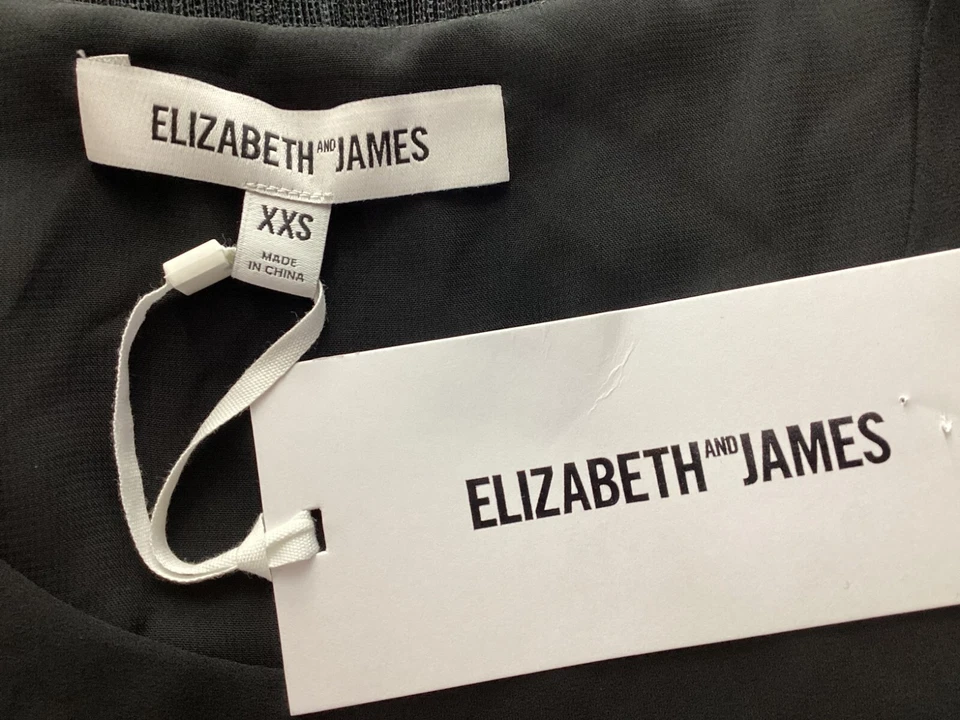 ELIZABETH AND JAMES
XXS
MADE
IN CHINA
ELIZABETH AND JAMES